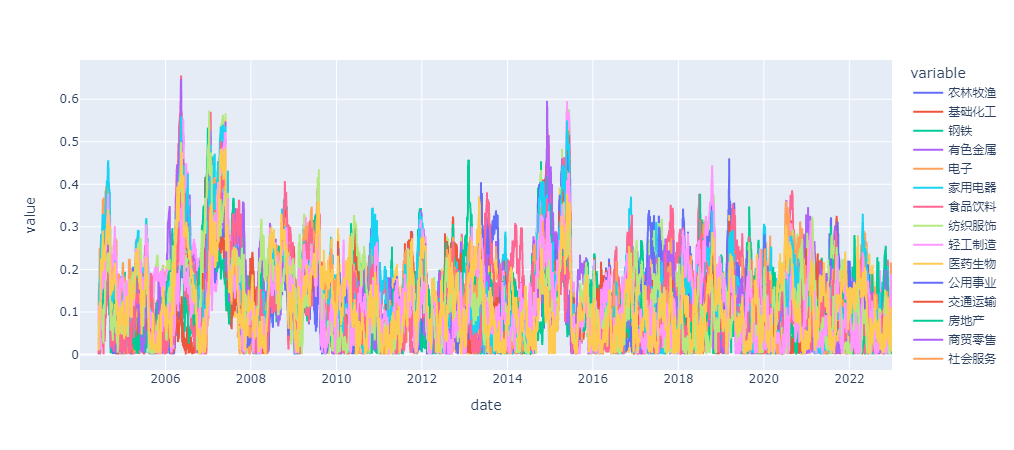 variable
农林牧渔
基础化工
钢铁
有色金属
电子
家用电器
食品饮料
纺织服饰
轻工制造
医药生物
公用事业
交通运输
房地产
商贸零售
社会服务
value
0.6
0.5
0.4
0.3
0.2
0.1
0
2006 2008 2010 2012 2014 2016 2018 2020 2022
date